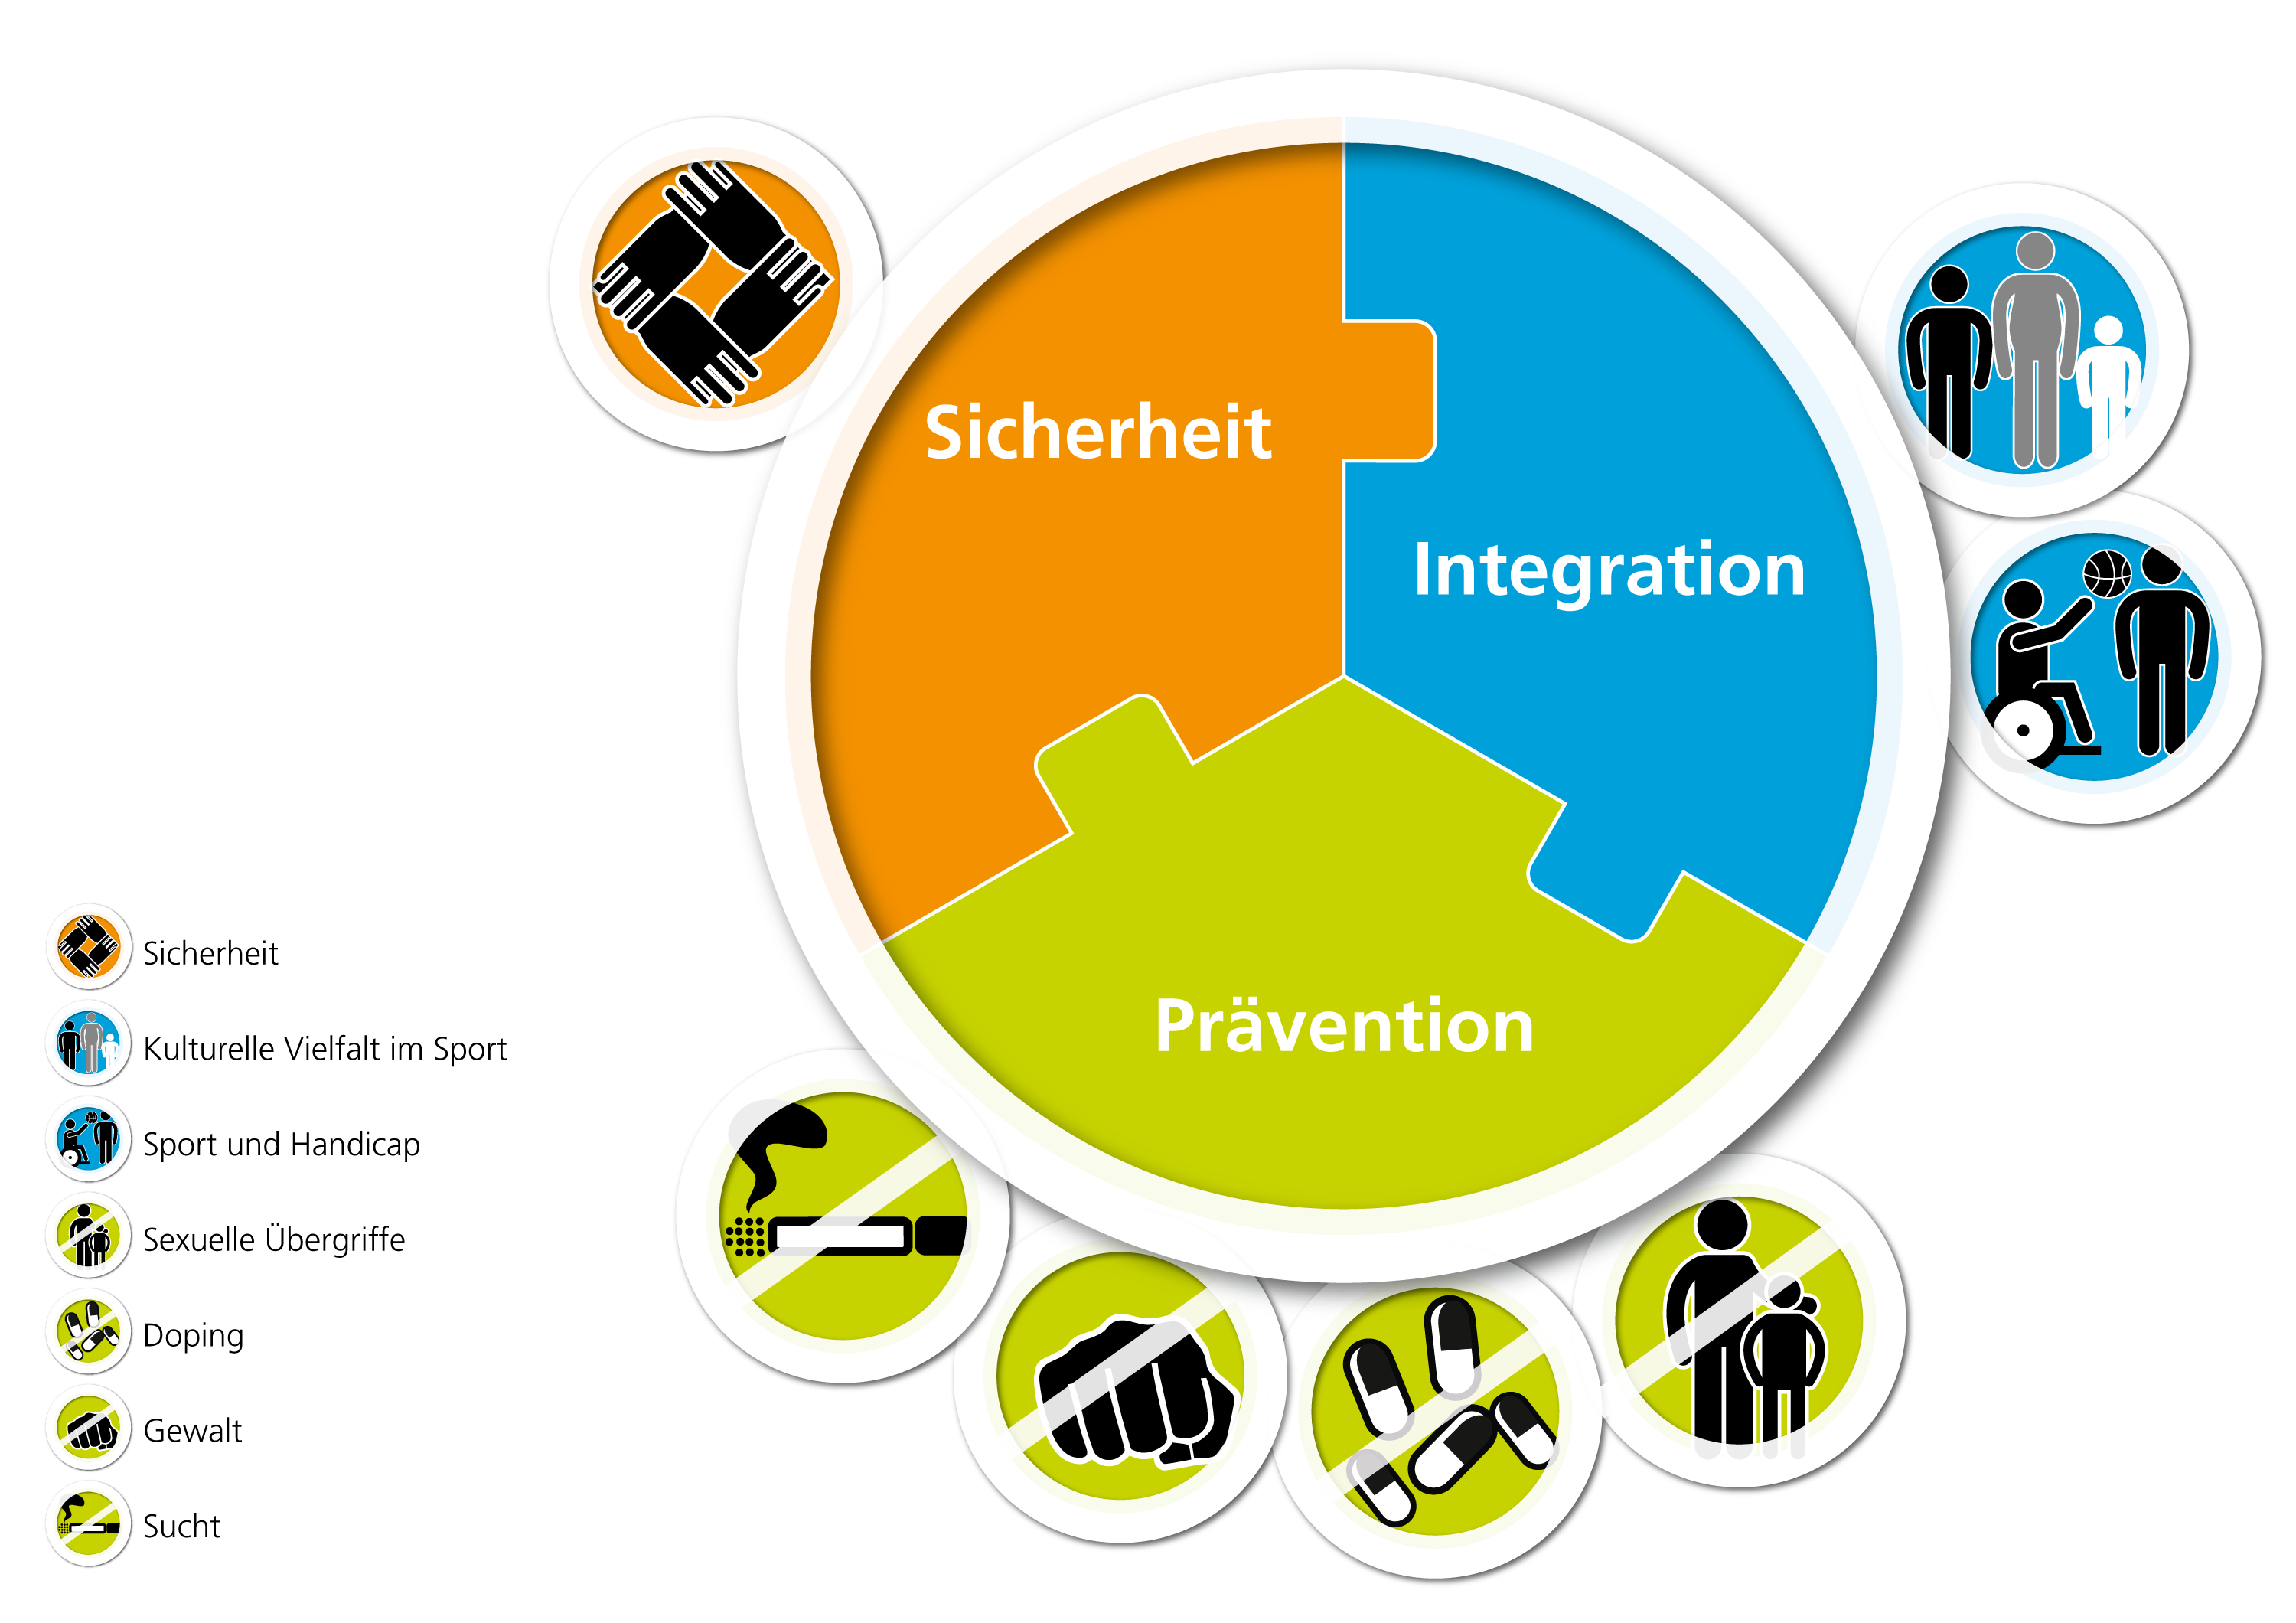 Sicherheit
Integration
Prävention
Sicherheit
Kulturelle Vielfalt im Sport
Sport und Handicap
Sexuelle Übergriffe
Doping
Gewalt
Sucht